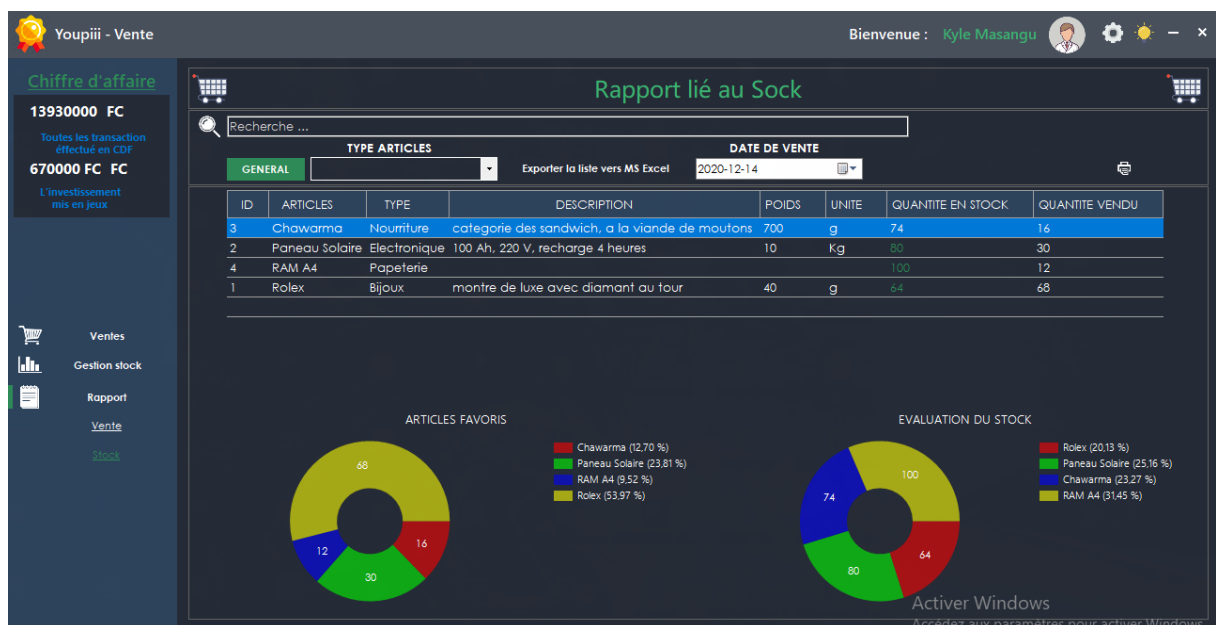 Youpiii - Vente
Bienvenue : Kyle Masangu
Chiffre d'affaire
13930000 FC
Toutes les transaction
éffectué en CDF
670000 FC FC
L'investissement
mis en jeux
Ventes
Gestion stock
Rapport
Vente
Stock
Rapport lié au Sock
Recherche ...
TYPE ARTICLES
DATE DE VENTE
GENERAL
Exporter la liste vers MS Excel
2020-12-14
ID ARTICLES TYPE DESCRIPTION POIDS UNITE QUANTITE EN STOCK QUANTITE VENDU
3 Chawarma Nourriture categorie des sandwich, a la viande de moutons 700 g 74 16
2 Paneau Solaire Electronique 100 Ah, 220 V, recharge 4 heures 10 Kg 80 30
4 RAM A4 Papeterie 100 12
1 Rolex Bijoux montre de luxe avec diamant au tour 40 g 64 68
ARTICLES FAVORIS
68
16
12
30
Chawarma (12,70 %)
Paneau Solaire (23,81 %)
RAM A4 (9,52 %)
Rolex (53,97 %)
EVALUATION DU STOCK
100
74
64
80
Rolex (20,13 %)
Paneau Solaire (25,16 %)
Chawarma (23,27 %)
RAM A4 (31,45 %)
Activer Windows
Accédez aux paramètres pour activer Windows